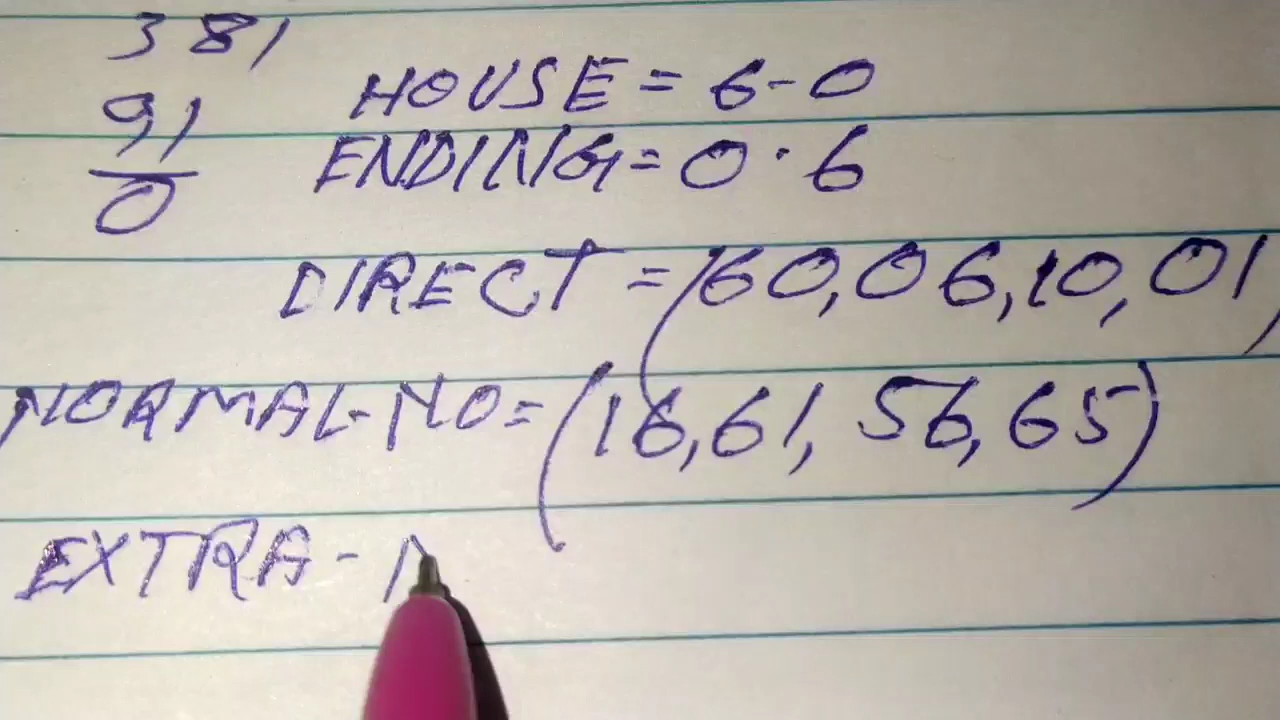 381
91
0
HOUSE = 6-0
ENDING = 0.6
DIRECT = (60,06,10,01)
NORMAL-NO = (16,61,56,65)
EXTRA - N